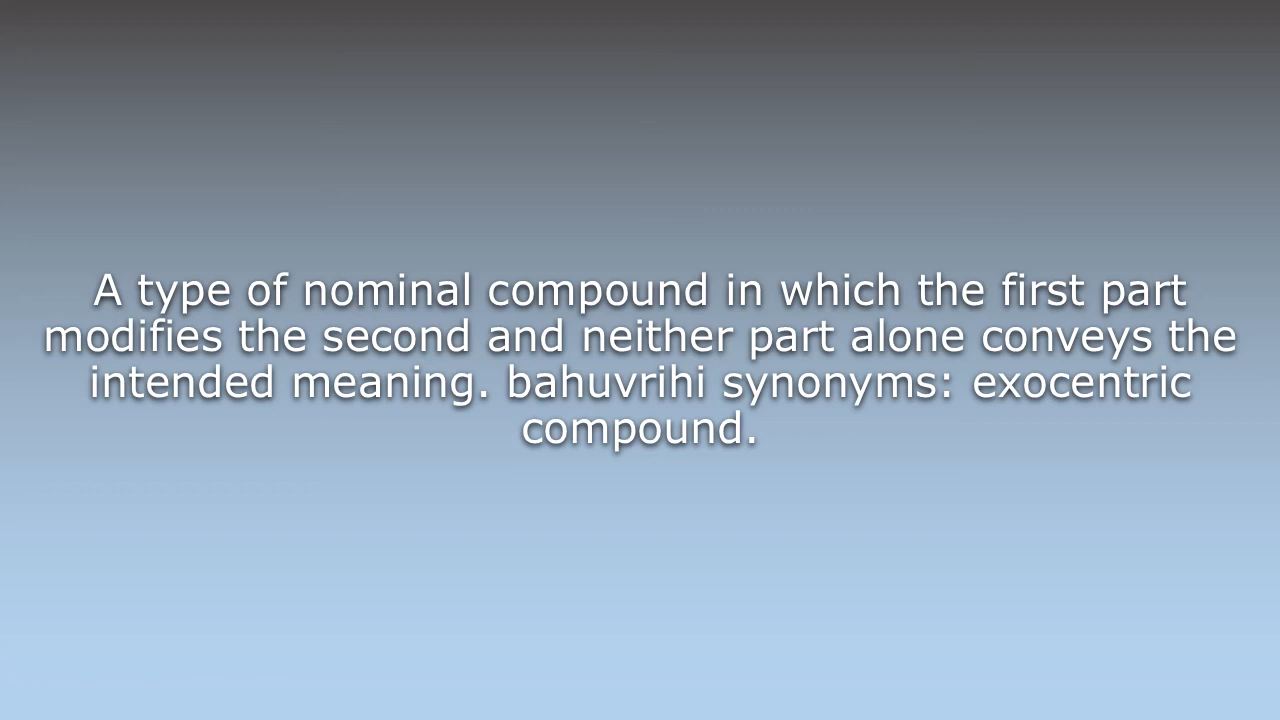 A type of nominal compound in which the first part
modifies the second and neither part alone conveys the
intended meaning. bahuvrihi synonyms: exocentric
compound.